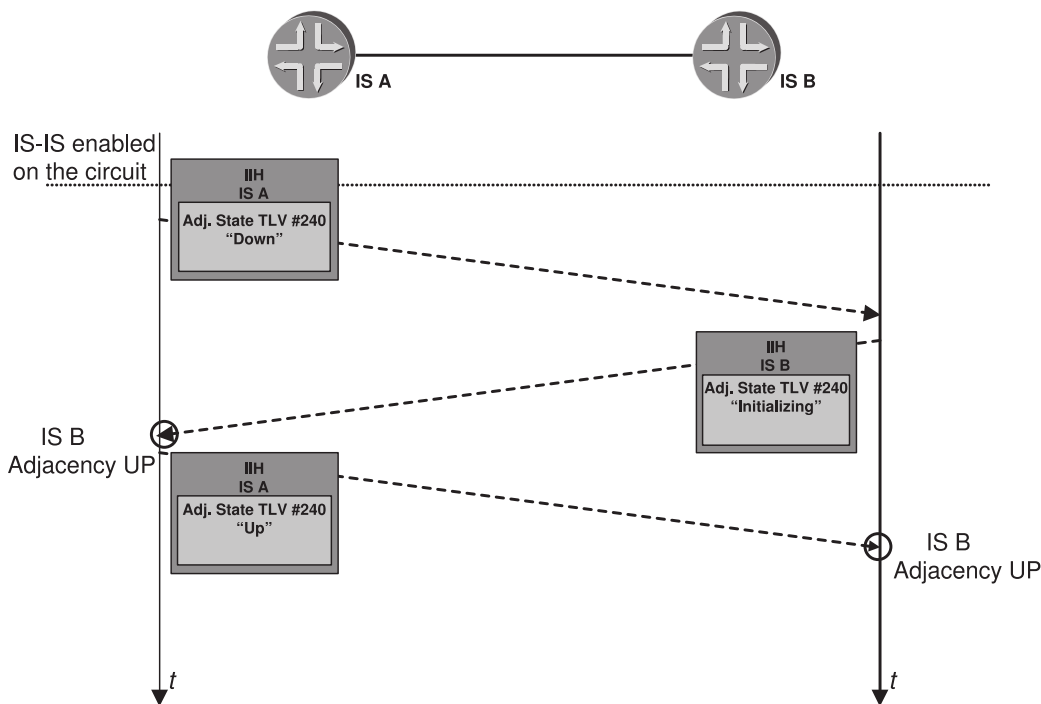 IS A
IS B
IS-IS enabled
on the circuit
IIH
IS A
Adj. State TLV #240
“Down”
IIH
IS B
Adj. State TLV #240
“Initializing”
IS B
Adjacency UP
IIH
IS A
Adj. State TLV #240
“Up”
IS B
Adjacency UP
t
t